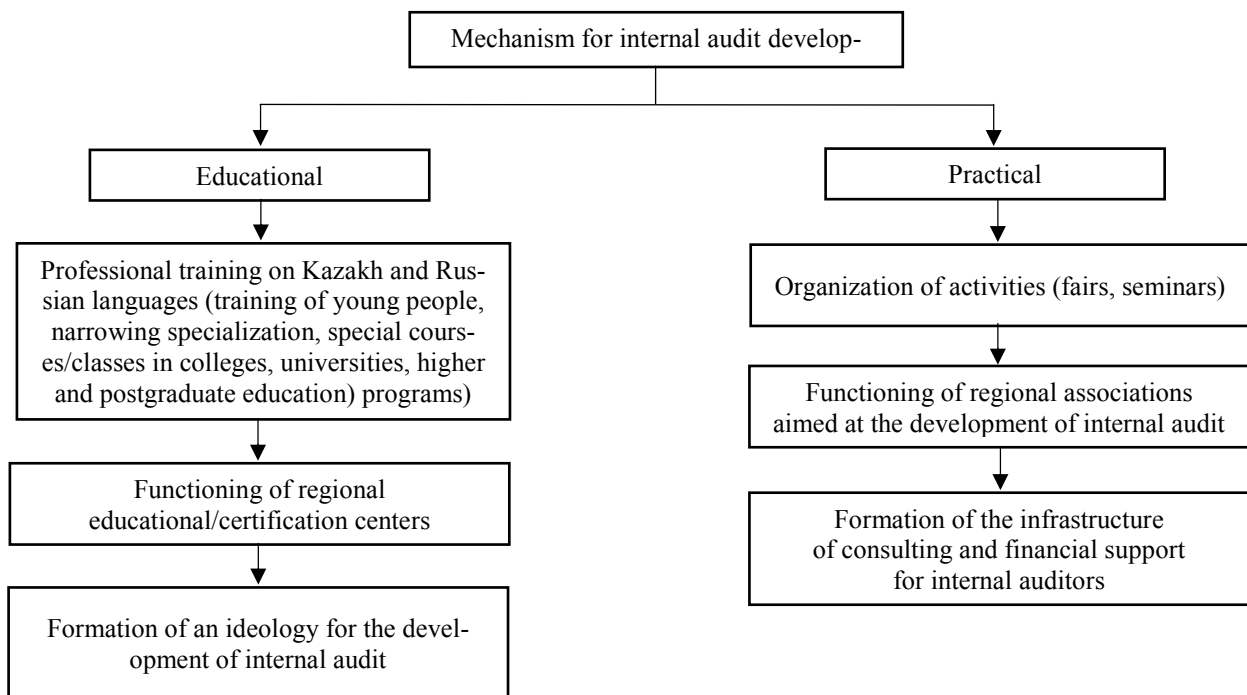 Mechanism for internal audit develop-
Educational
Professional training on Kazakh and Rus-
sian languages (training of young people,
narrowing specialization, special cours-
es/classes in colleges, universities, higher
and postgraduate education) programs)
Functioning of regional
educational/certification centers
Formation of an ideology for the devel-
opment of internal audit
Practical
Organization of activities (fairs, seminars)
Functioning of regional associations
aimed at the development of internal audit
Formation of the infrastructure
of consulting and financial support
for internal auditors